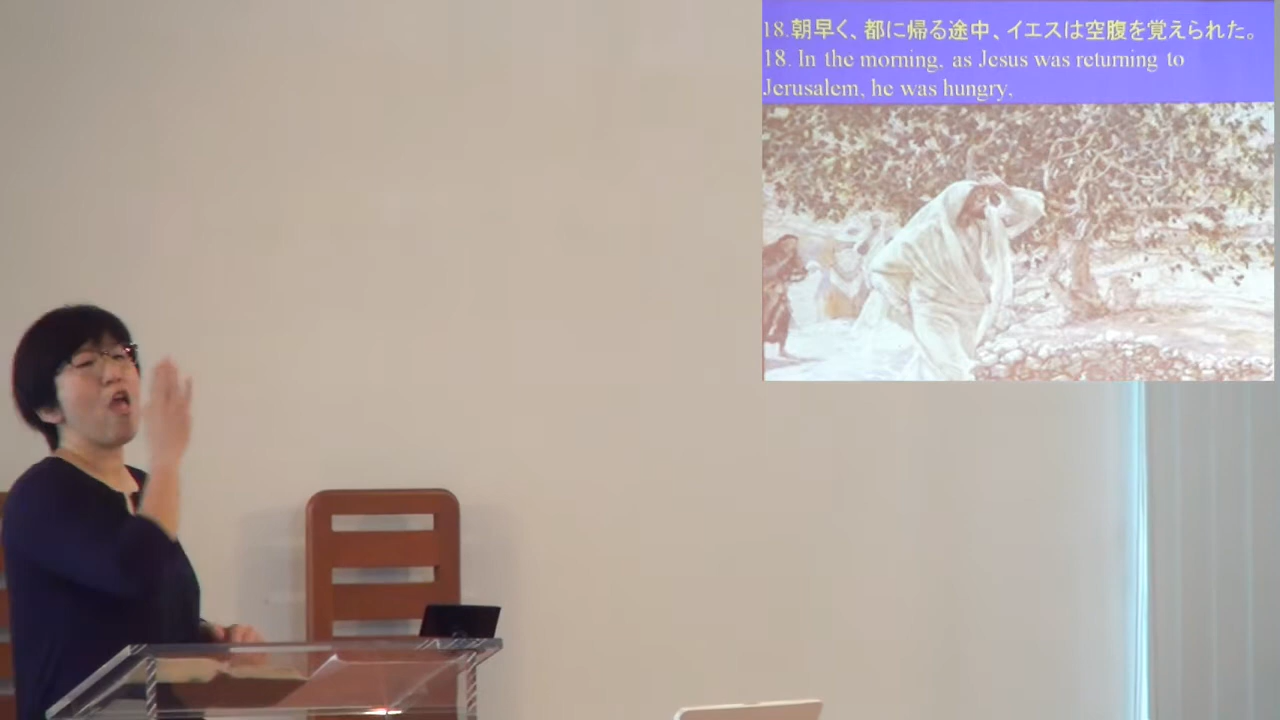 18.朝早く、都に帰る途中、イエスは空腹を覚えられた。
18. In the morning, as Jesus was returning to
Jerusalem, he was hungry.